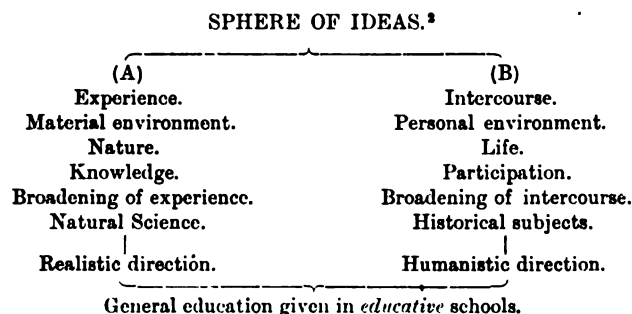 SPHERE OF IDEAS.²
(A) (B)
Experience. Intercourse.
Material environment. Personal environment.
Nature. Life.
Knowledge. Participation.
Broadening of experience. Broadening of intercourse.
Natural Science. Historical subjects.
Realistic direction. Humanistic direction.
General education given in educative schools.